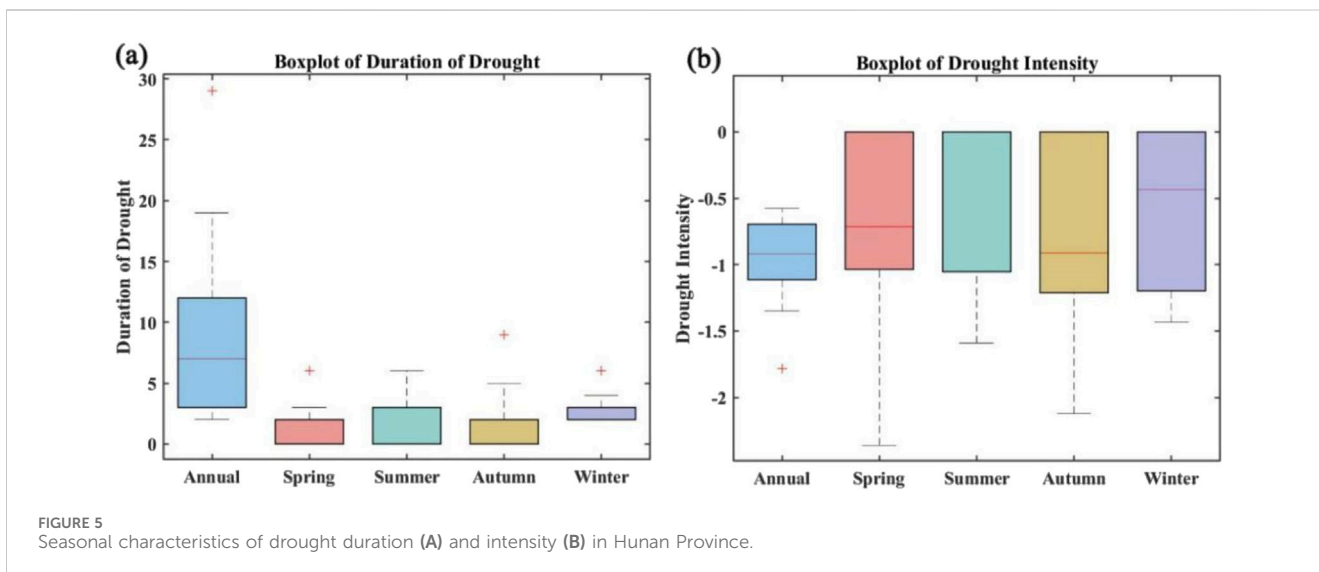 (a)
Boxplot of Duration of Drought
30
25
20
15
10
5
0
Duration of Drought
Annual Spring Summer Autumn Winter
(b)
Boxplot of Drought Intensity
0
-0.5
-1
-1.5
-2
Drought Intensity
Annual Spring Summer Autumn Winter
FIGURE 5
Seasonal characteristics of drought duration (A) and intensity (B) in Hunan Province.